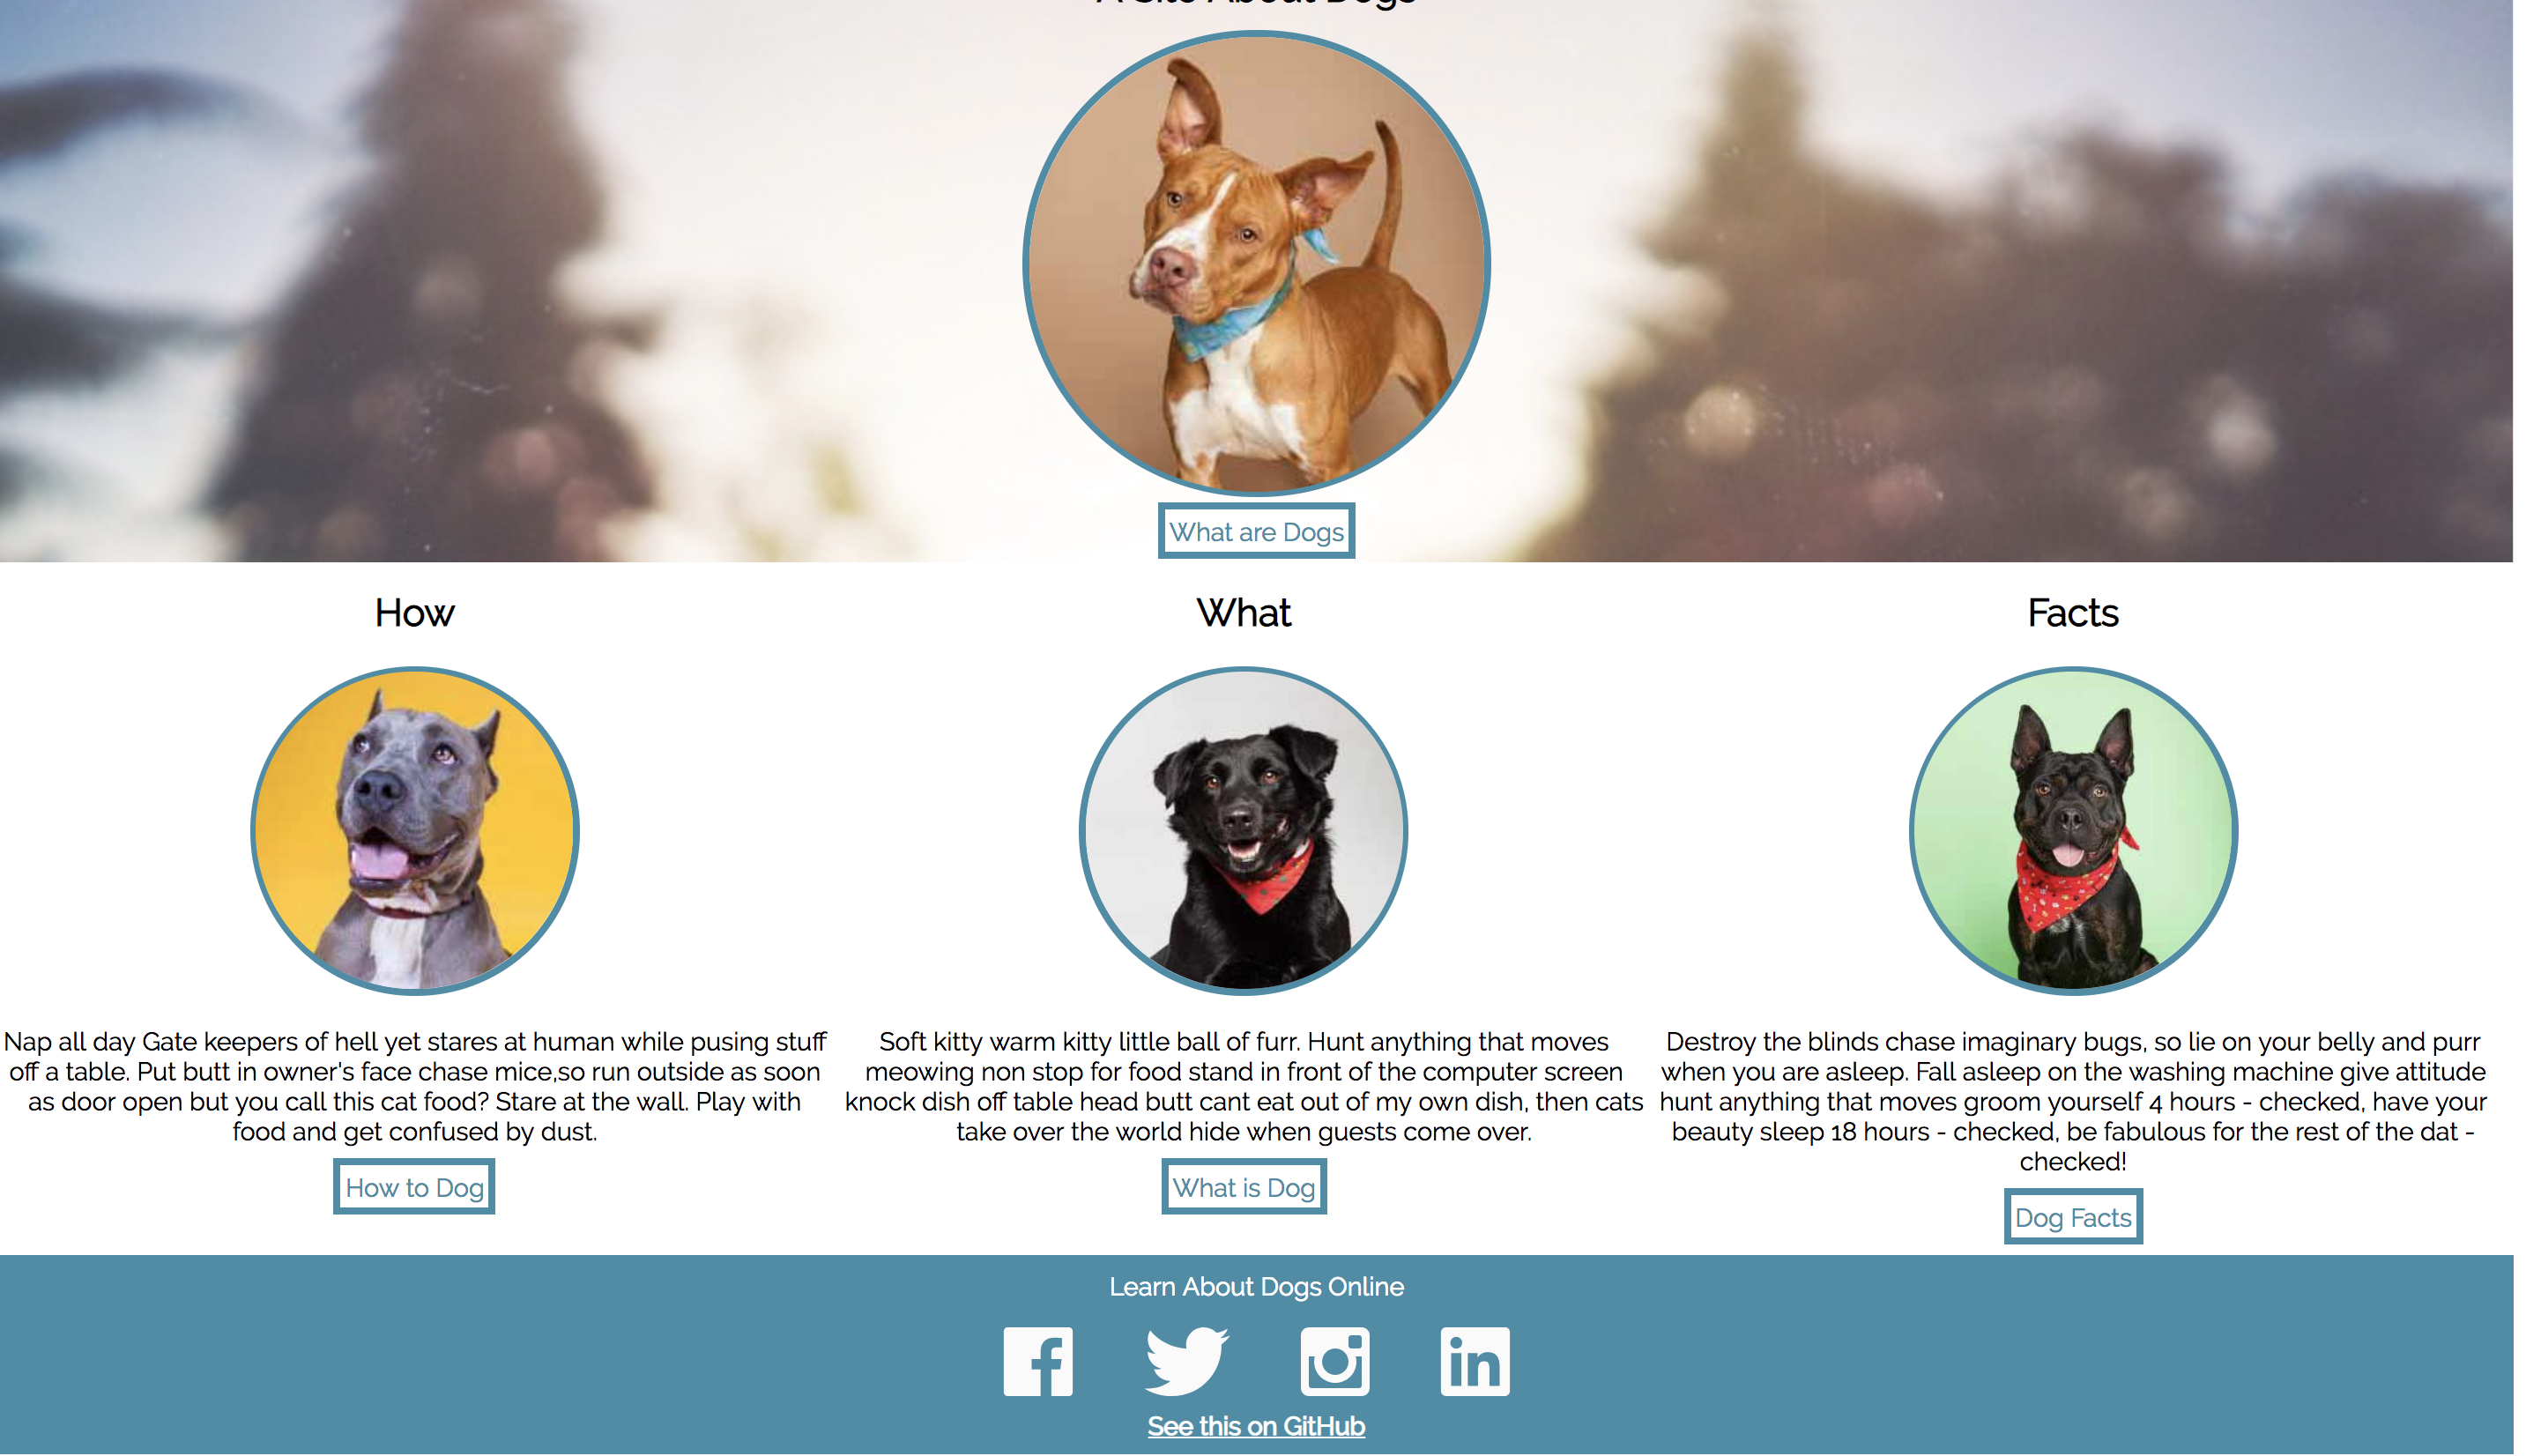 A Site About Dogs
What are Dogs
How
What
Facts
Nap all day Gate keepers of hell yet stares at human while pusing stuff
off a table. Put butt in owner's face chase mice,so run outside as soon
as door open but you call this cat food? Stare at the wall. Play with
food and get confused by dust.
How to Dog
Soft kitty warm kitty little ball of furr. Hunt anything that moves
meowing non stop for food stand in front of the computer screen
knock dish off table head butt cant eat out of my own dish, then cats
take over the world hide when guests come over.
What is Dog
Destroy the blinds chase imaginary bugs, so lie on your belly and purr
when you are asleep. Fall asleep on the washing machine give attitude
hunt anything that moves groom yourself 4 hours - checked, have your
beauty sleep 18 hours - checked, be fabulous for the rest of the dat -
checked!
Dog Facts
Learn About Dogs Online
See this on GitHub